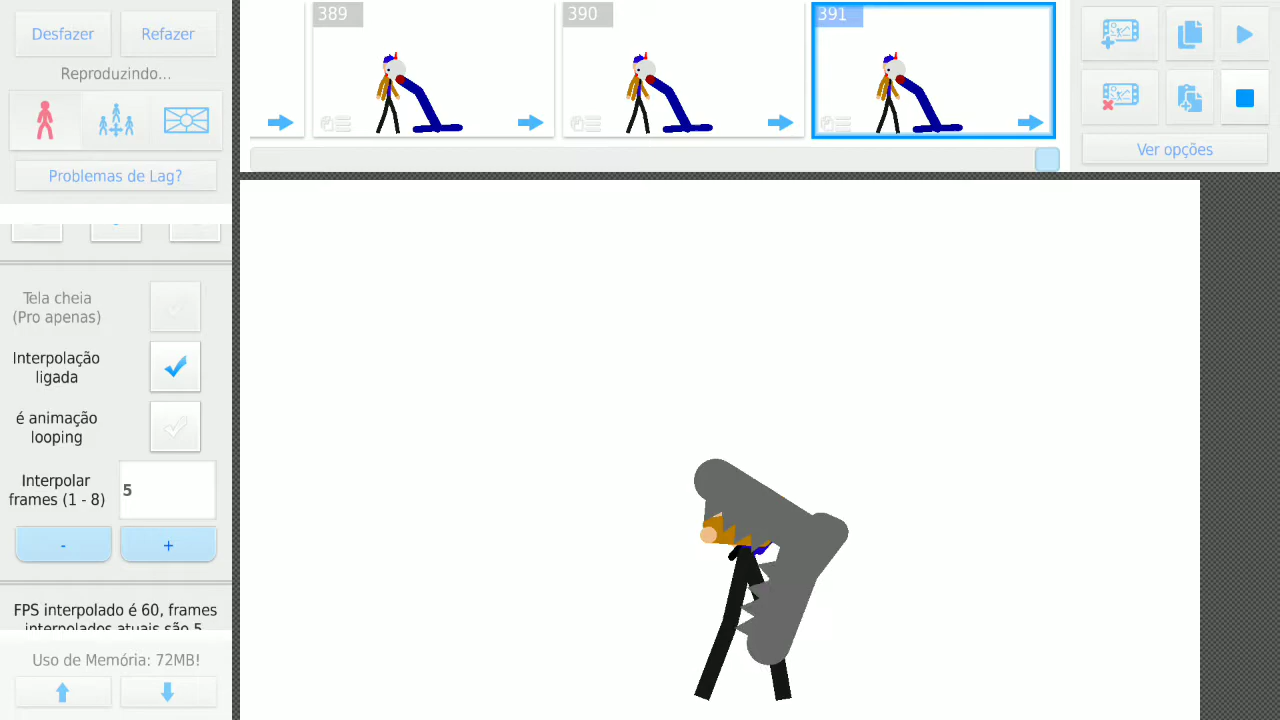 Desfazer
Refazer
Reproduzindo...
Problemas de Lag?
389
390
391
Ver opções
Tela cheia
(Pro apenas)
Interpolação
ligada
é animação
looping
Interpolar
frames (1 - 8)
5
-
+
FPS interpolado é 60, frames
interpolados atuais são 5
Uso de Memória: 72MB!